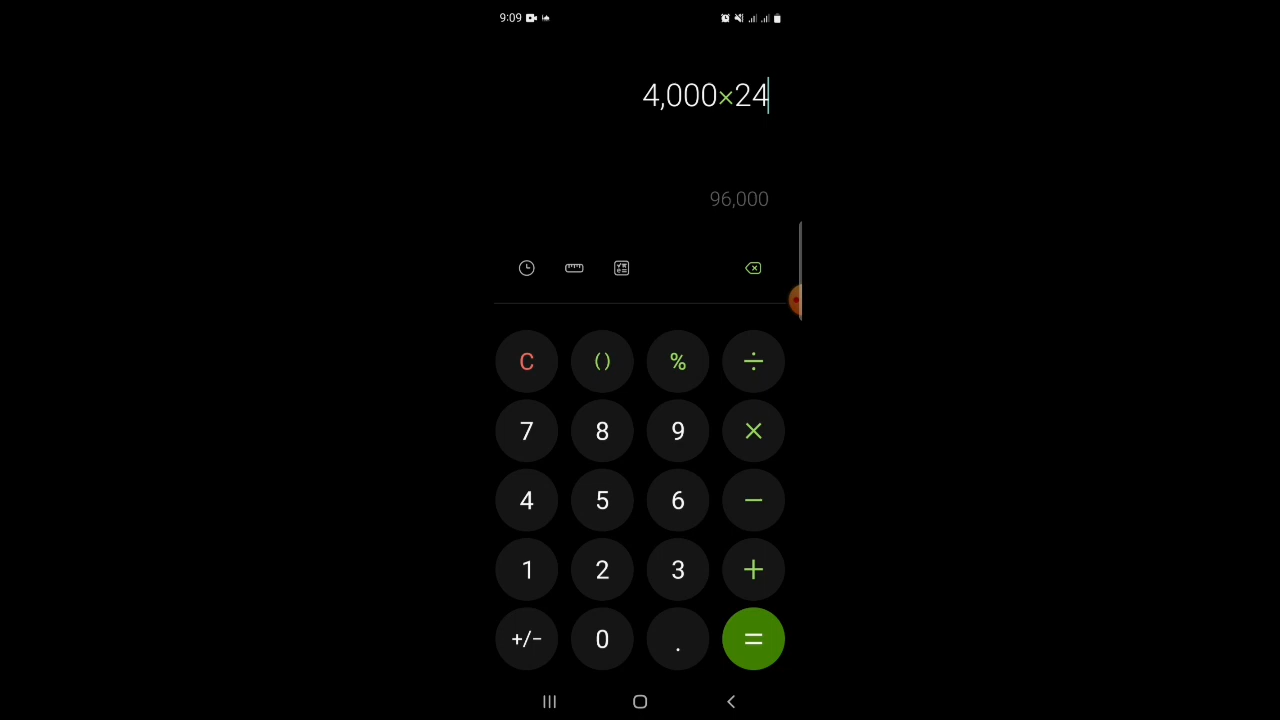 9:09
4,000×24
96,000
C ( ) % ÷
7 8 9 ×
4 5 6 −
1 2 3 +
+/− 0 . =